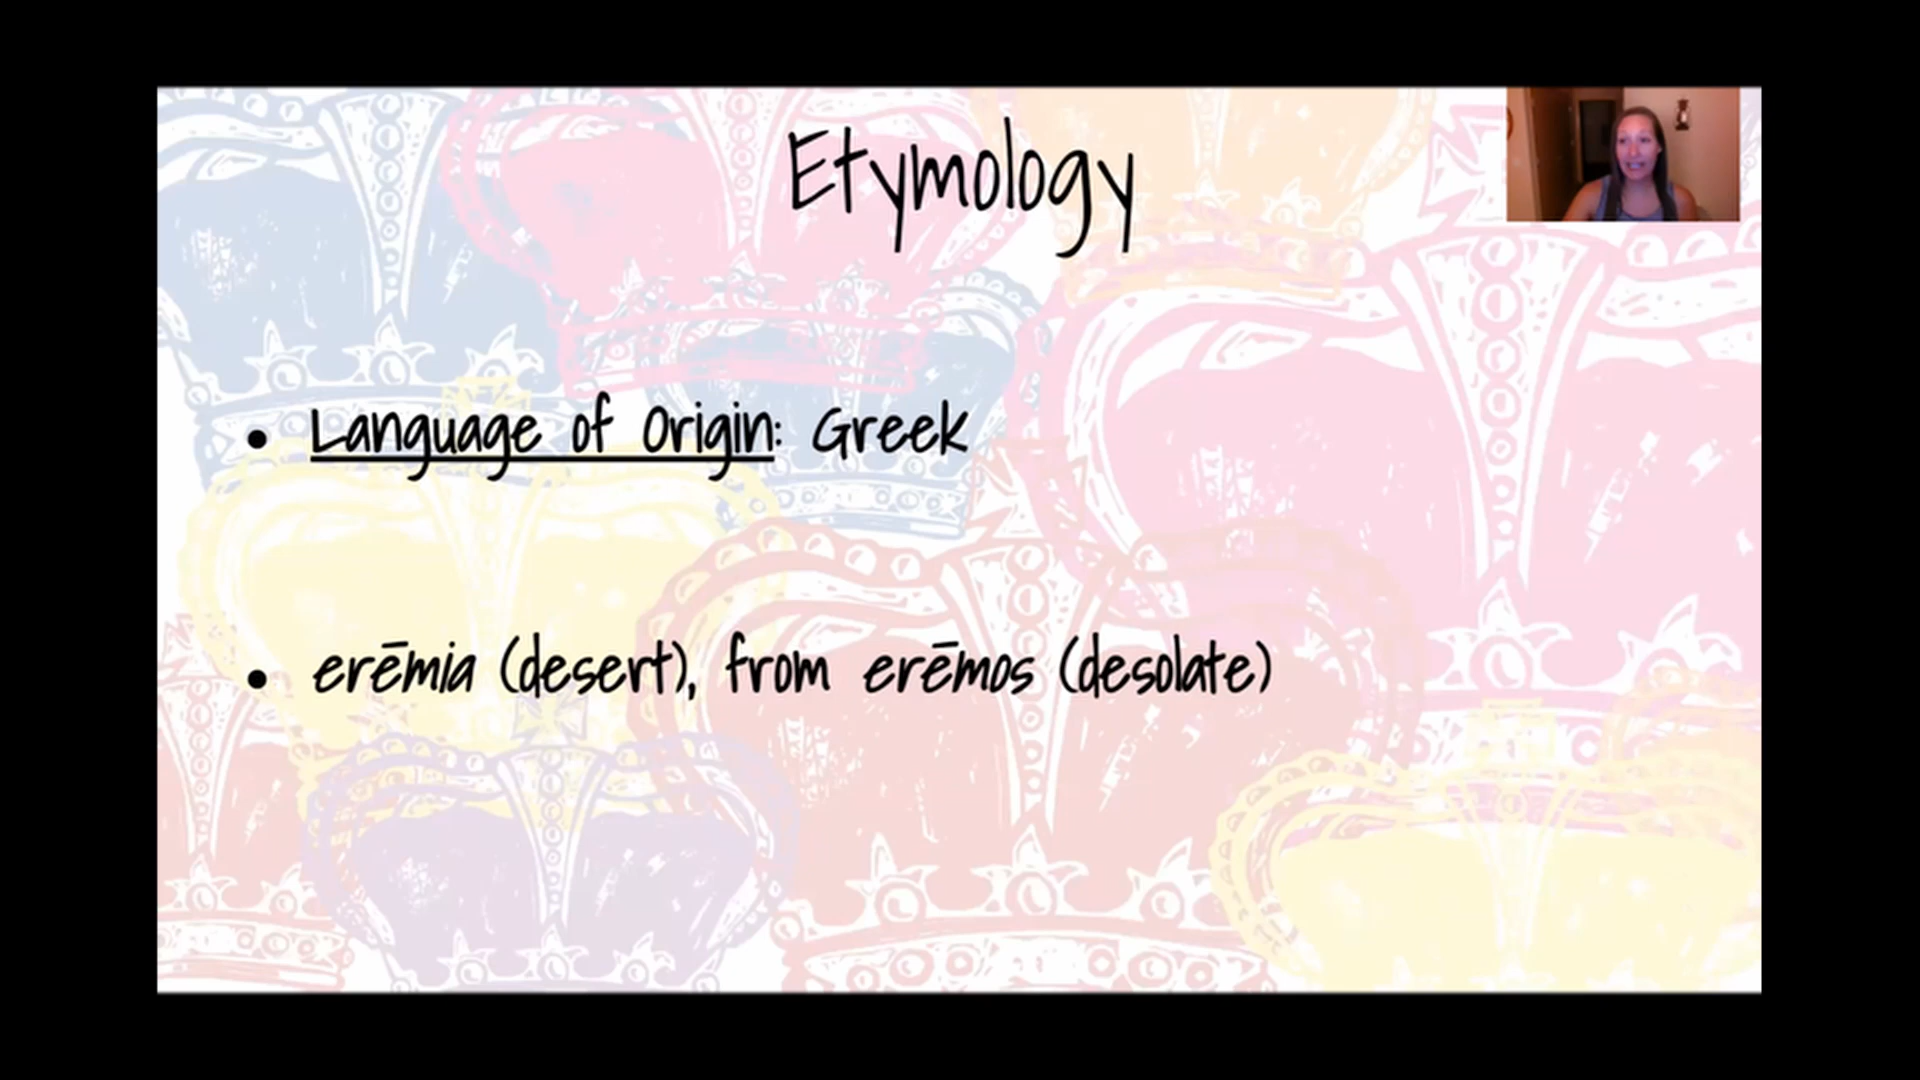 Etymology
• Language of Origin: Greek
• erēmia (desert), from erēmos (desolate)